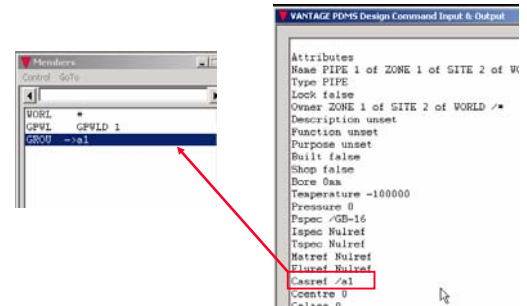 Members
Control GoTo
WORL *
GPWL GPWLD 1
GROU ->a1
VANTAGE PDMS Design Command Input & Output
Attributes
Name PIPE 1 of ZONE 1 of SITE 2 of WO
Type PIPE
Lock false
Owner ZONE 1 of SITE 2 of WORLD /*
Description unset
Function unset
Purpose unset
Built false
Shop false
Bore 0mm
Temperature -100000
Pressure 0
Pspec /GB-16
Ispec Nulref
Tspec Nulref
Matref Nulref
Fluref Nulref
Casref /a1
Ccentre 0